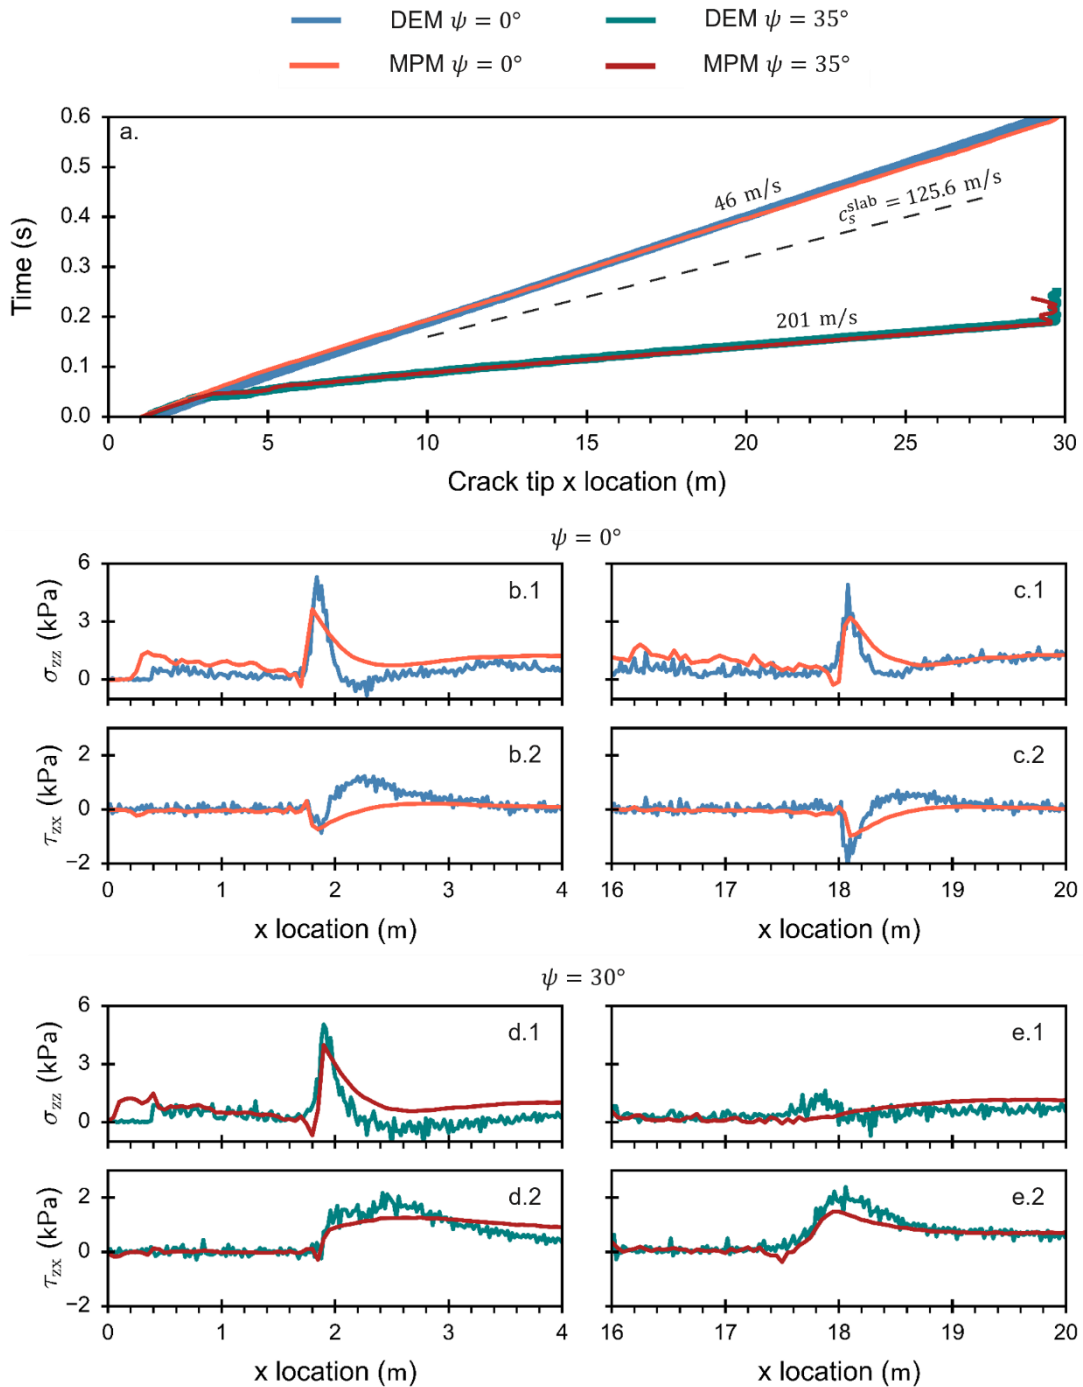 DEM ψ = 0° DEM ψ = 35°
MPM ψ = 0° MPM ψ = 35°
a.
0.6
0.5
0.4
0.3
0.2
0.1
0.0
Time (s)
46 m/s
c_s^slab = 125.6 m/s
201 m/s
0 5 10 15 20 25 30
Crack tip x location (m)
ψ = 0°
6
3
0
σzz (kPa)
b.1
c.1
2
0
−2
τzx (kPa)
b.2
c.2
0 1 2 3 4
16 17 18 19 20
x location (m)
x location (m)
ψ = 30°
6
3
0
σzz (kPa)
d.1
e.1
2
0
−2
τzx (kPa)
d.2
e.2
0 1 2 3 4
16 17 18 19 20
x location (m)
x location (m)